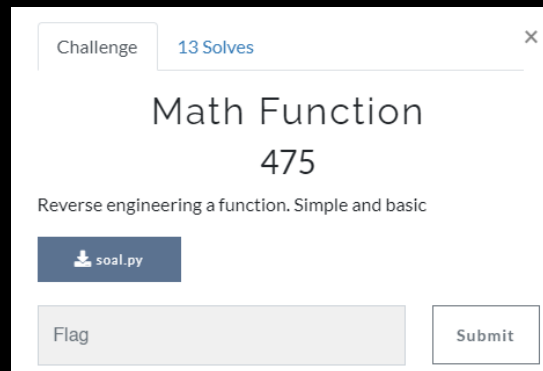 Challenge 13 Solves ×
Math Function
475
Reverse engineering a function. Simple and basic
soal.py
Flag Submit